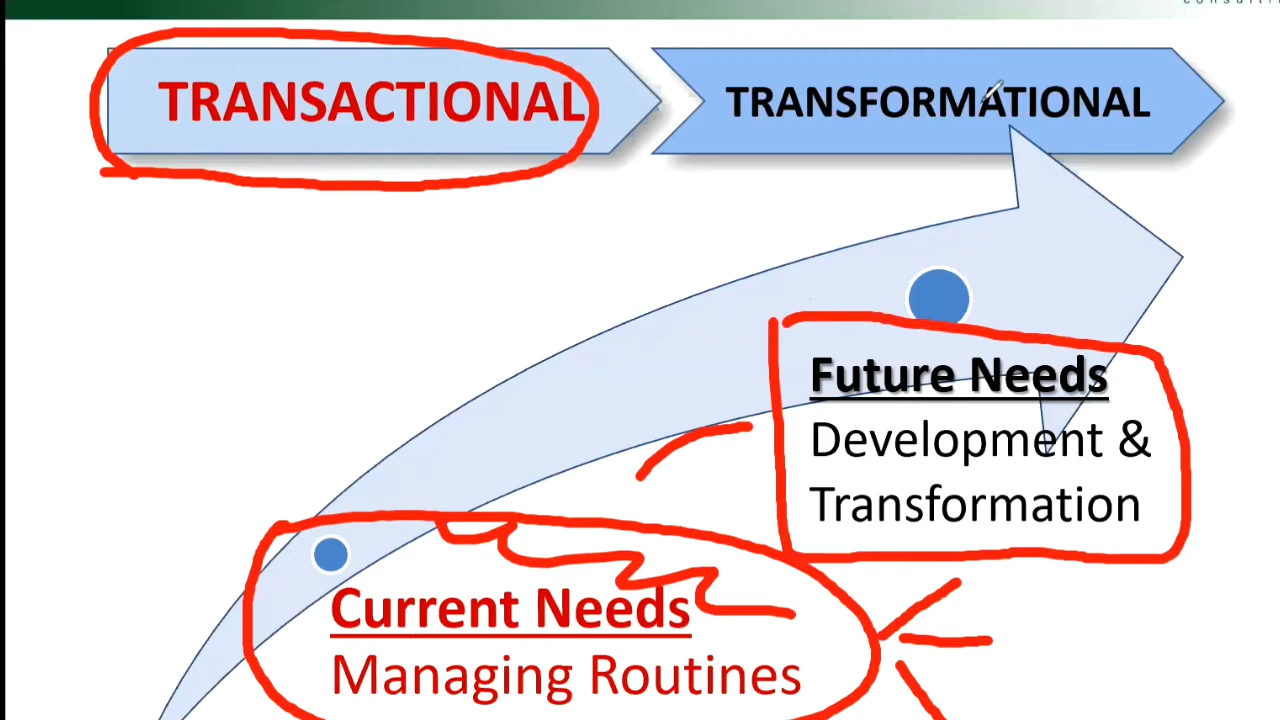 TRANSACTIONAL
TRANSFORMATIONAL
Future Needs
Development &
Transformation
Current Needs
Managing Routines